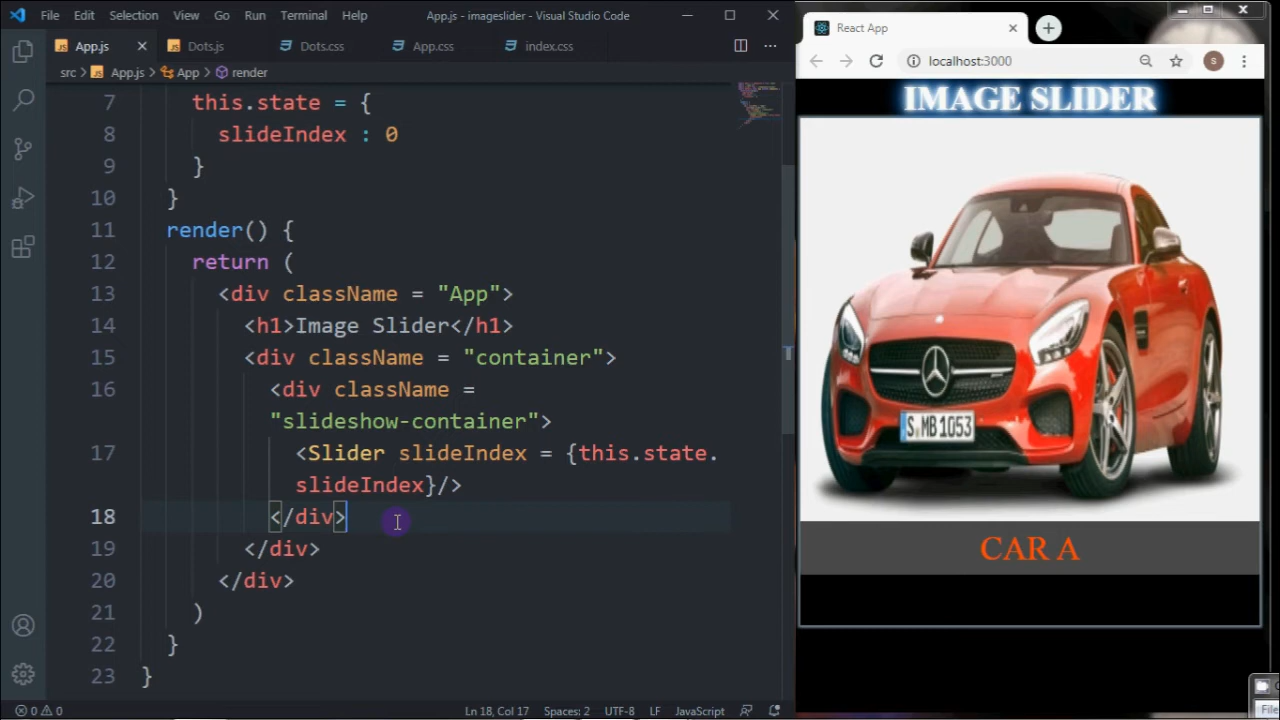 File Edit Selection View Go Run Terminal Help
App.js - imageslider - Visual Studio Code
App.js Dots.js Dots.css App.css index.css
src > App.js > App > render
7 this.state = {
8 slideIndex : 0
9 }
10 }
11 render() {
12 return (
13 <div className = "App">
14 <h1>Image Slider</h1>
15 <div className = "container">
16 <div className =
"slideshow-container">
17 <Slider slideIndex = {this.state.
slideIndex}/>
18 </div>
19 </div>
20 </div>
21 )
22 }
23 }
0 0
Ln 18, Col 17 Spaces: 2 UTF-8 LF JavaScript
React App
localhost:3000
S
IMAGE SLIDER
S MB 1053
CAR A
File